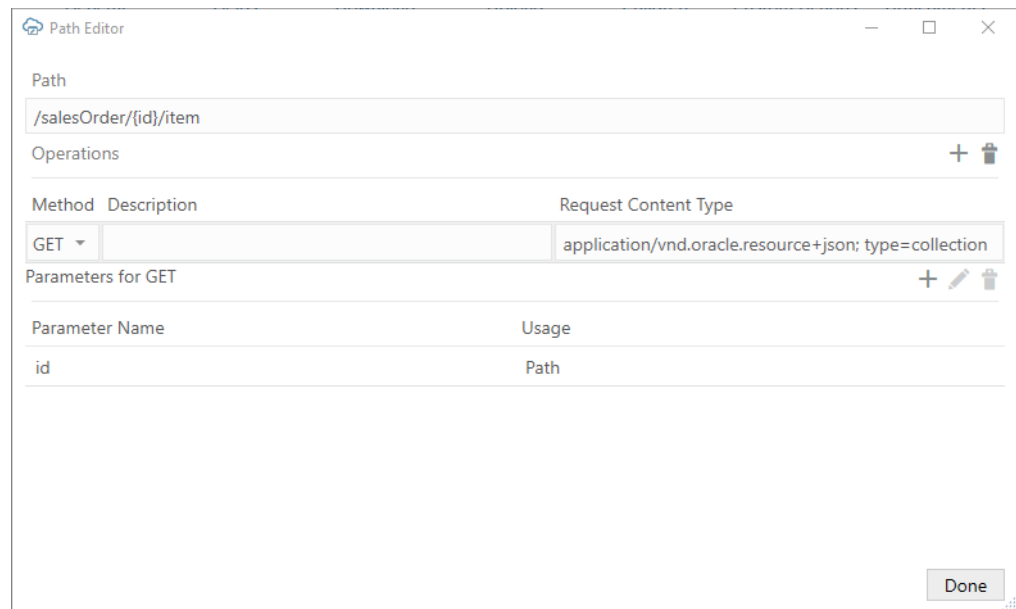 Path Editor
Path
/salesOrder/{id}/item
Operations
Method Description Request Content Type
GET application/vnd.oracle.resource+json; type=collection
Parameters for GET
Parameter Name Usage
id Path
Done